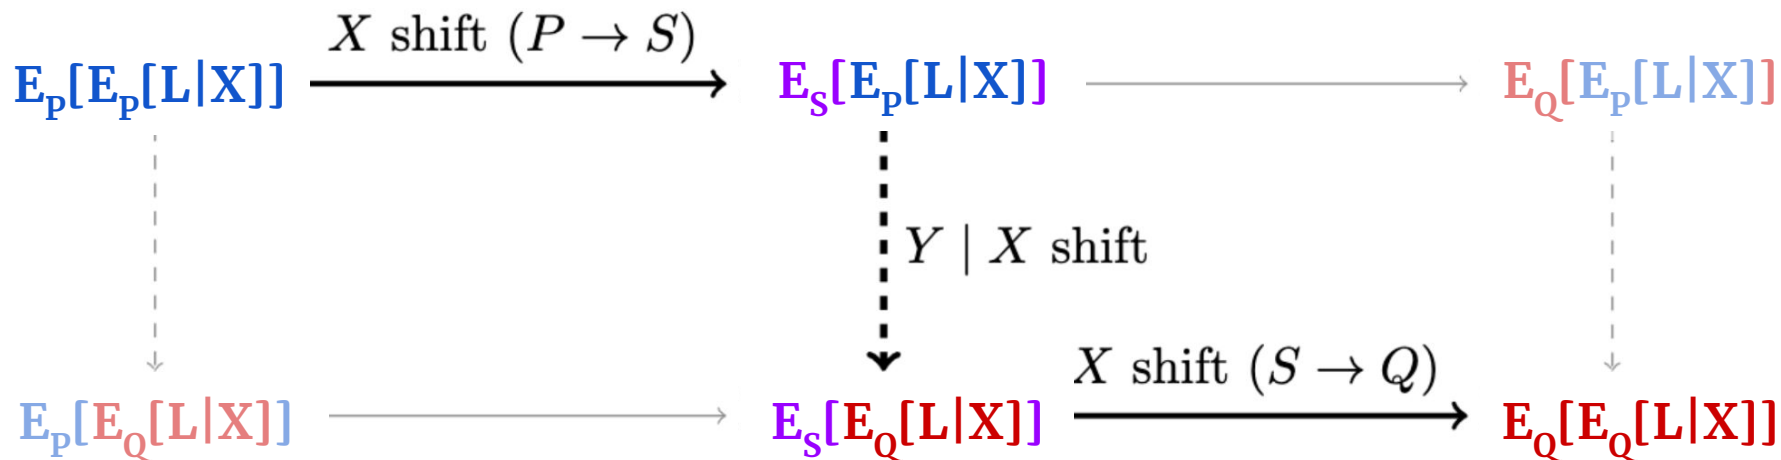 X shift (P → S)
E_P[E_P[L|X]]
E_S[E_P[L|X]]
E_Q[E_P[L|X]]
Y | X shift
X shift (S → Q)
E_P[E_Q[L|X]]
E_S[E_Q[L|X]]
E_Q[E_Q[L|X]]